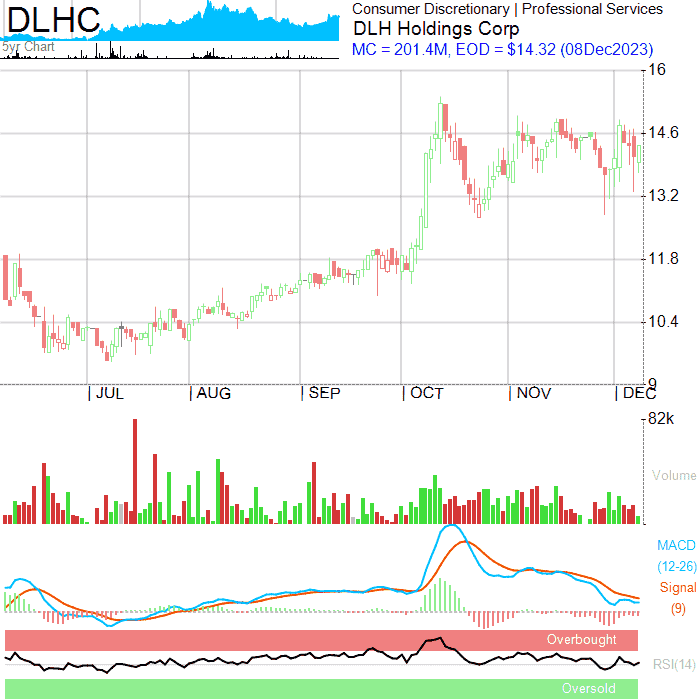 DLHC
5yr Chart
Consumer Discretionary | Professional Services
DLH Holdings Corp
MC = 201.4M, EOD = $14.32 (08Dec2023)
16
14.6
13.2
11.8
10.4
9
JUL AUG SEP OCT NOV DEC
82k
Volume
MACD
(12-26)
Signal
(9)
Overbought
RSI(14)
Oversold